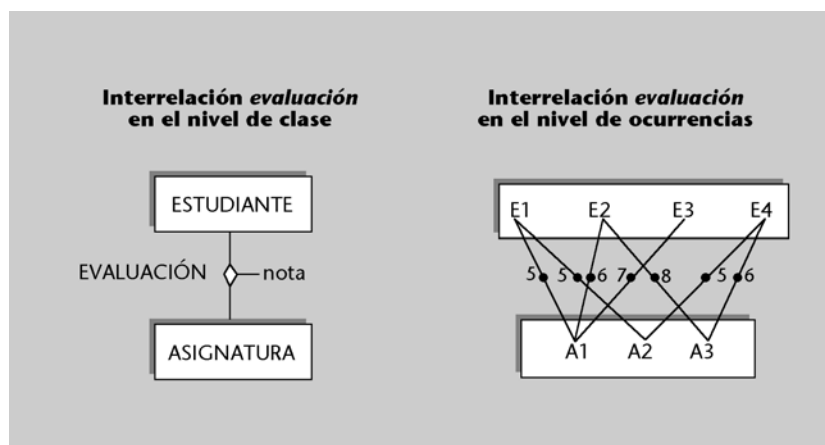 Interrelación evaluación
en el nivel de clase
ESTUDIANTE
EVALUACIÓN
nota
ASIGNATURA
Interrelación evaluación
en el nivel de ocurrencias
E1 E2 E3 E4
5 5 6 7 8 5 6
A1 A2 A3